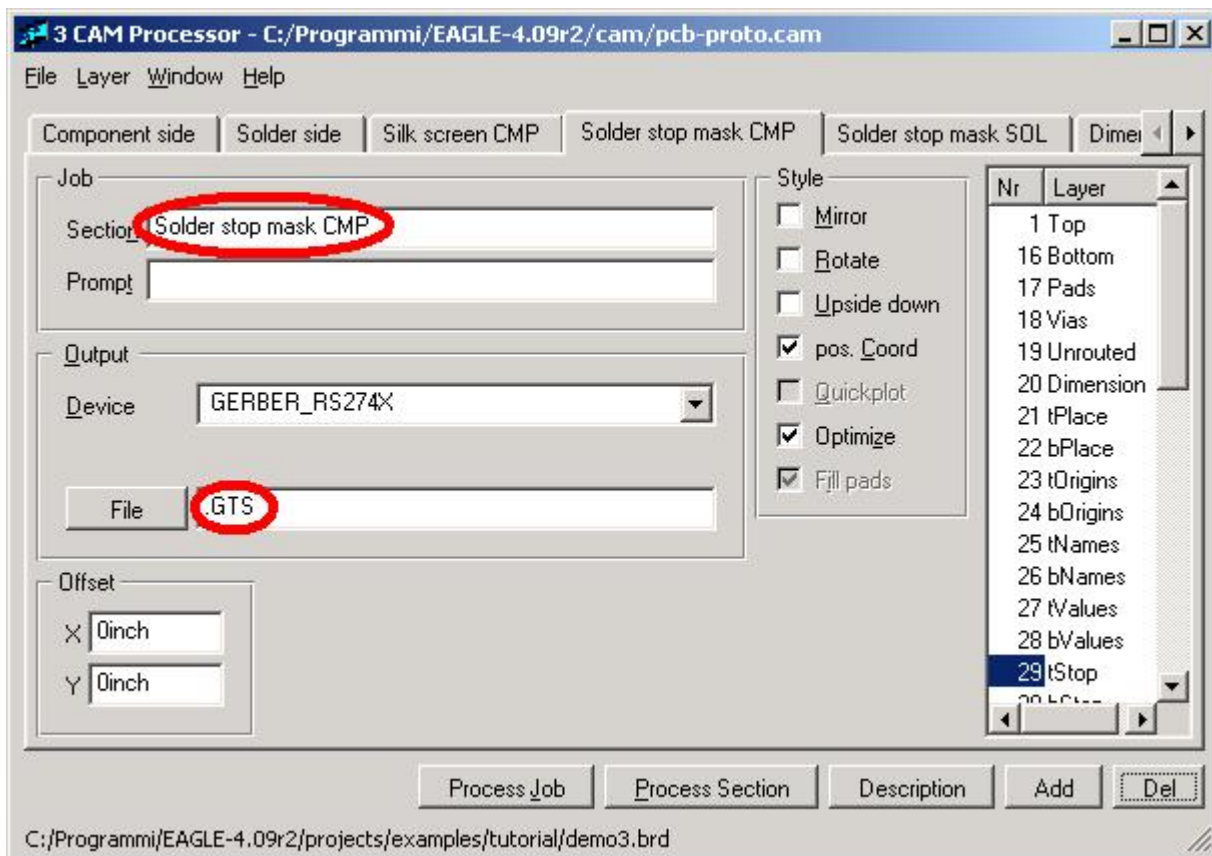 3 CAM Processor - C:/Programmi/EAGLE-4.09r2/cam/pcb-proto.cam
File Layer Window Help
Component side Solder side Silk screen CMP Solder stop mask CMP Solder stop mask SOL Dimen
Job
Section Solder stop mask CMP
Prompt
Output
Device GERBER_RS274X
File .GTS
Offset
X 0inch
Y 0inch
Style
Mirror
Rotate
Upside down
pos. Coord
Quickplot
Optimize
Fill pads
Nr Layer
1 Top
16 Bottom
17 Pads
18 Vias
19 Unrouted
20 Dimension
21 tPlace
22 bPlace
23 tOrigins
24 bOrigins
25 tNames
26 bNames
27 tValues
28 bValues
29 tStop
Process Job Process Section Description Add Del
C:/Programmi/EAGLE-4.09r2/projects/examples/tutorial/demo3.brd